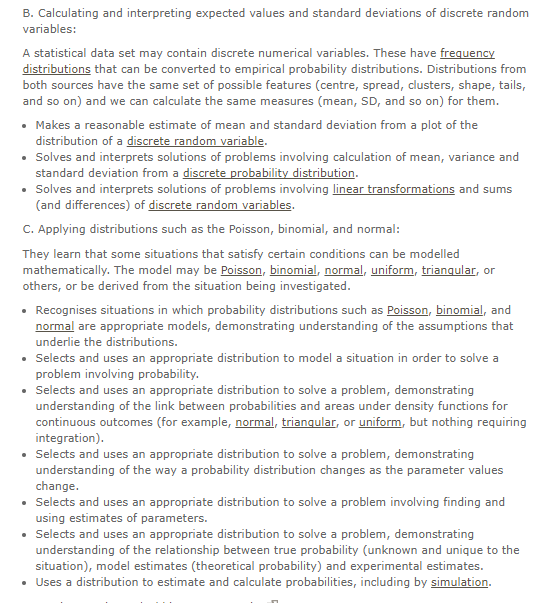 B. Calculating and interpreting expected values and standard deviations of discrete random
variables:
A statistical data set may contain discrete numerical variables. These have frequency
distributions that can be converted to empirical probability distributions. Distributions from
both sources have the same set of possible features (centre, spread, clusters, shape, tails,
and so on) and we can calculate the same measures (mean, SD, and so on) for them.
• Makes a reasonable estimate of mean and standard deviation from a plot of the
distribution of a discrete random variable.
• Solves and interprets solutions of problems involving calculation of mean, variance and
standard deviation from a discrete probability distribution.
• Solves and interprets solutions of problems involving linear transformations and sums
(and differences) of discrete random variables.
C. Applying distributions such as the Poisson, binomial, and normal:
They learn that some situations that satisfy certain conditions can be modelled
mathematically. The model may be Poisson, binomial, normal, uniform, triangular, or
others, or be derived from the situation being investigated.
• Recognises situations in which probability distributions such as Poisson, binomial, and
normal are appropriate models, demonstrating understanding of the assumptions that
underlie the distributions.
• Selects and uses an appropriate distribution to model a situation in order to solve a
problem involving probability.
• Selects and uses an appropriate distribution to solve a problem, demonstrating
understanding of the link between probabilities and areas under density functions for
continuous outcomes (for example, normal, triangular, or uniform, but nothing requiring
integration).
• Selects and uses an appropriate distribution to solve a problem, demonstrating
understanding of the way a probability distribution changes as the parameter values
change.
• Selects and uses an appropriate distribution to solve a problem involving finding and
using estimates of parameters.
• Selects and uses an appropriate distribution to solve a problem, demonstrating
understanding of the relationship between true probability (unknown and unique to the
situation), model estimates (theoretical probability) and experimental estimates.
• Uses a distribution to estimate and calculate probabilities, including by simulation.